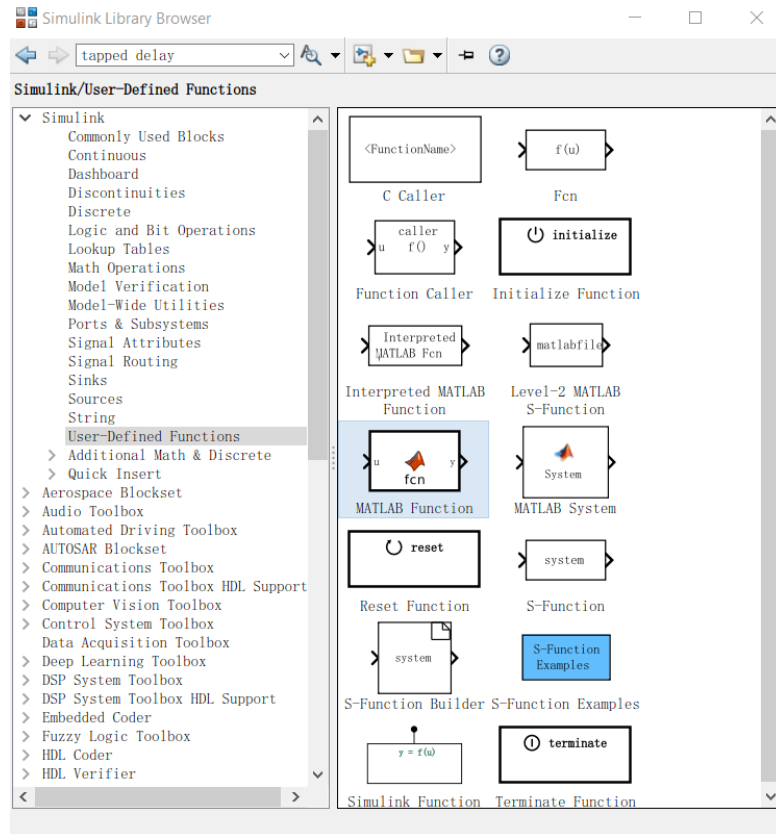 Simulink Library Browser
tapped delay
Simulink/User-Defined Functions
Simulink
Commonly Used Blocks
Continuous
Dashboard
Discontinuities
Discrete
Logic and Bit Operations
Lookup Tables
Math Operations
Model Verification
Model-Wide Utilities
Ports & Subsystems
Signal Attributes
Signal Routing
Sinks
Sources
String
User-Defined Functions
Additional Math & Discrete
Quick Insert
Aerospace Blockset
Audio Toolbox
Automated Driving Toolbox
AUTOSAR Blockset
Communications Toolbox
Communications Toolbox HDL Support
Computer Vision Toolbox
Control System Toolbox
Data Acquisition Toolbox
Deep Learning Toolbox
DSP System Toolbox
DSP System Toolbox HDL Support
Embedded Coder
Fuzzy Logic Toolbox
HDL Coder
HDL Verifier
<FunctionName>
C Caller
f(u)
Fcn
caller
u f() y
Function Caller
initialize
Initialize Function
Interpreted
MATLAB Fcn
Interpreted MATLAB
Function
matlabfile
Level-2 MATLAB
S-Function
u y
fcn
MATLAB Function
System
MATLAB System
reset
Reset Function
system
S-Function
system
S-Function Builder
S-Function
Examples
S-Function Examples
y = f(u)
Simulink Function
terminate
Terminate Function